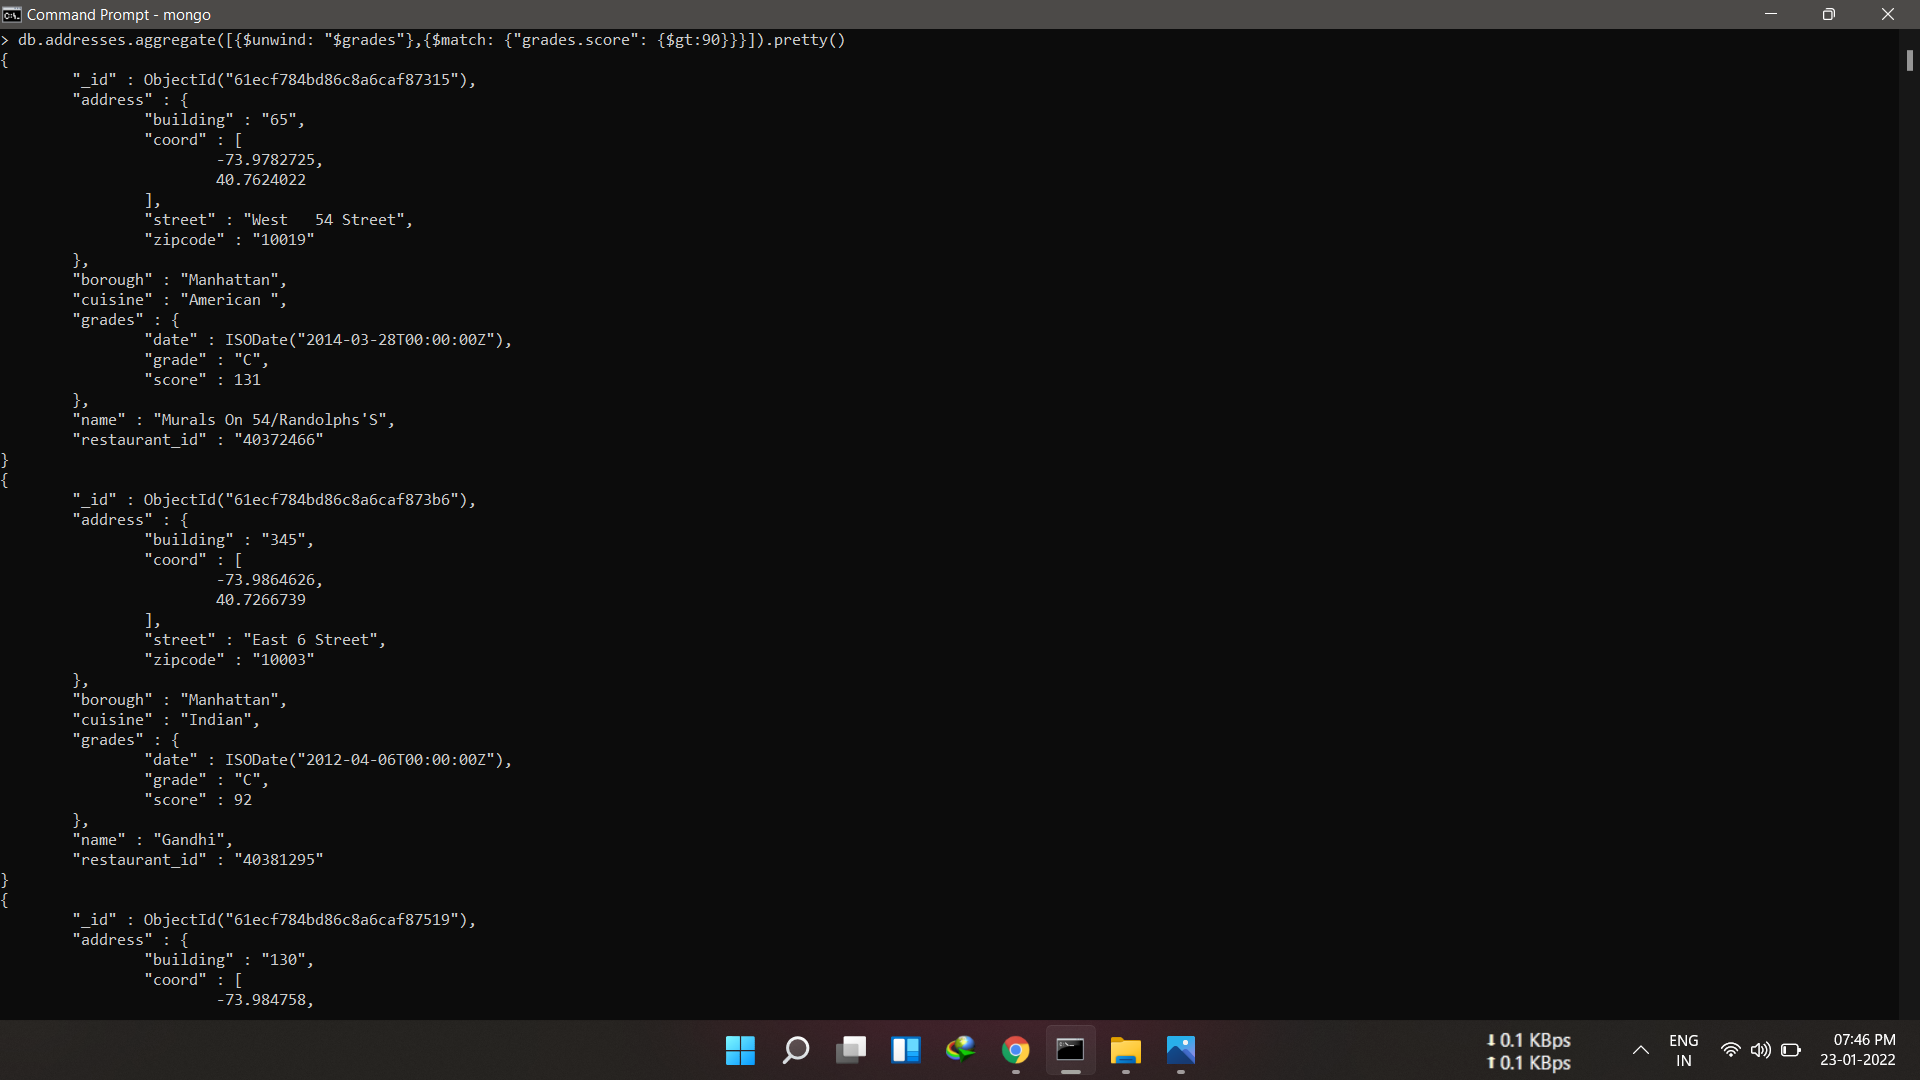 Command Prompt - mongo
> db.addresses.aggregate([{$unwind: "$grades"},{$match: {"grades.score": {$gt:90}}}]).pretty()
{
        "_id" : ObjectId("61ecf784bd86c8a6caf87315"),
        "address" : {
                "building" : "65",
                "coord" : [
                        -73.9782725,
                        40.7624022
                ],
                "street" : "West   54 Street",
                "zipcode" : "10019"
        },
        "borough" : "Manhattan",
        "cuisine" : "American ",
        "grades" : {
                "date" : ISODate("2014-03-28T00:00:00Z"),
                "grade" : "C",
                "score" : 131
        },
        "name" : "Murals On 54/Randolphs'S",
        "restaurant_id" : "40372466"
}
{
        "_id" : ObjectId("61ecf784bd86c8a6caf873b6"),
        "address" : {
                "building" : "345",
                "coord" : [
                        -73.9864626,
                        40.7266739
                ],
                "street" : "East 6 Street",
                "zipcode" : "10003"
        },
        "borough" : "Manhattan",
        "cuisine" : "Indian",
        "grades" : {
                "date" : ISODate("2012-04-06T00:00:00Z"),
                "grade" : "C",
                "score" : 92
        },
        "name" : "Gandhi",
        "restaurant_id" : "40381295"
}
{
        "_id" : ObjectId("61ecf784bd86c8a6caf87519"),
        "address" : {
                "building" : "130",
                "coord" : [
                        -73.984758,
0.1 KBps
0.1 KBps
ENG
IN
07:46 PM
23-01-2022